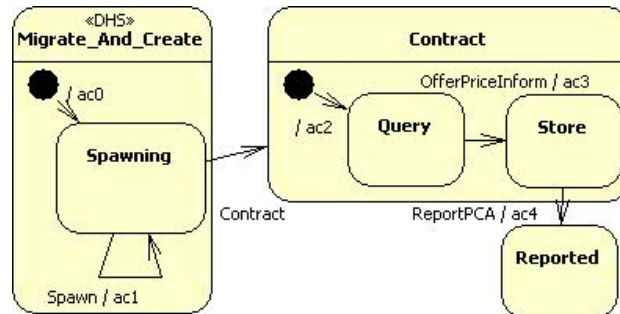 «DHS»
Migrate_And_Create
/ ac0
Spawning
Spawn / ac1
Contract
Contract
OfferPriceInform / ac3
/ ac2
Query
Store
ReportPCA / ac4
Reported